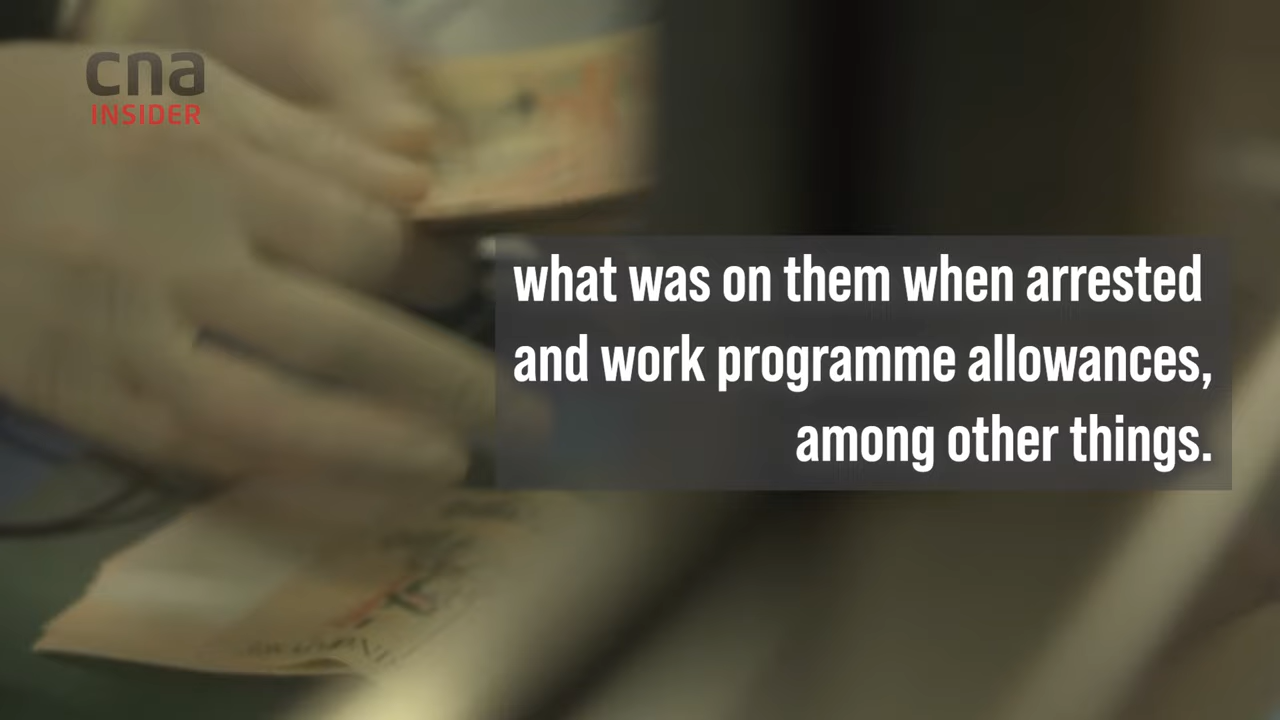 cna
INSIDER
what was on them when arrested
and work programme allowances,
among other things.